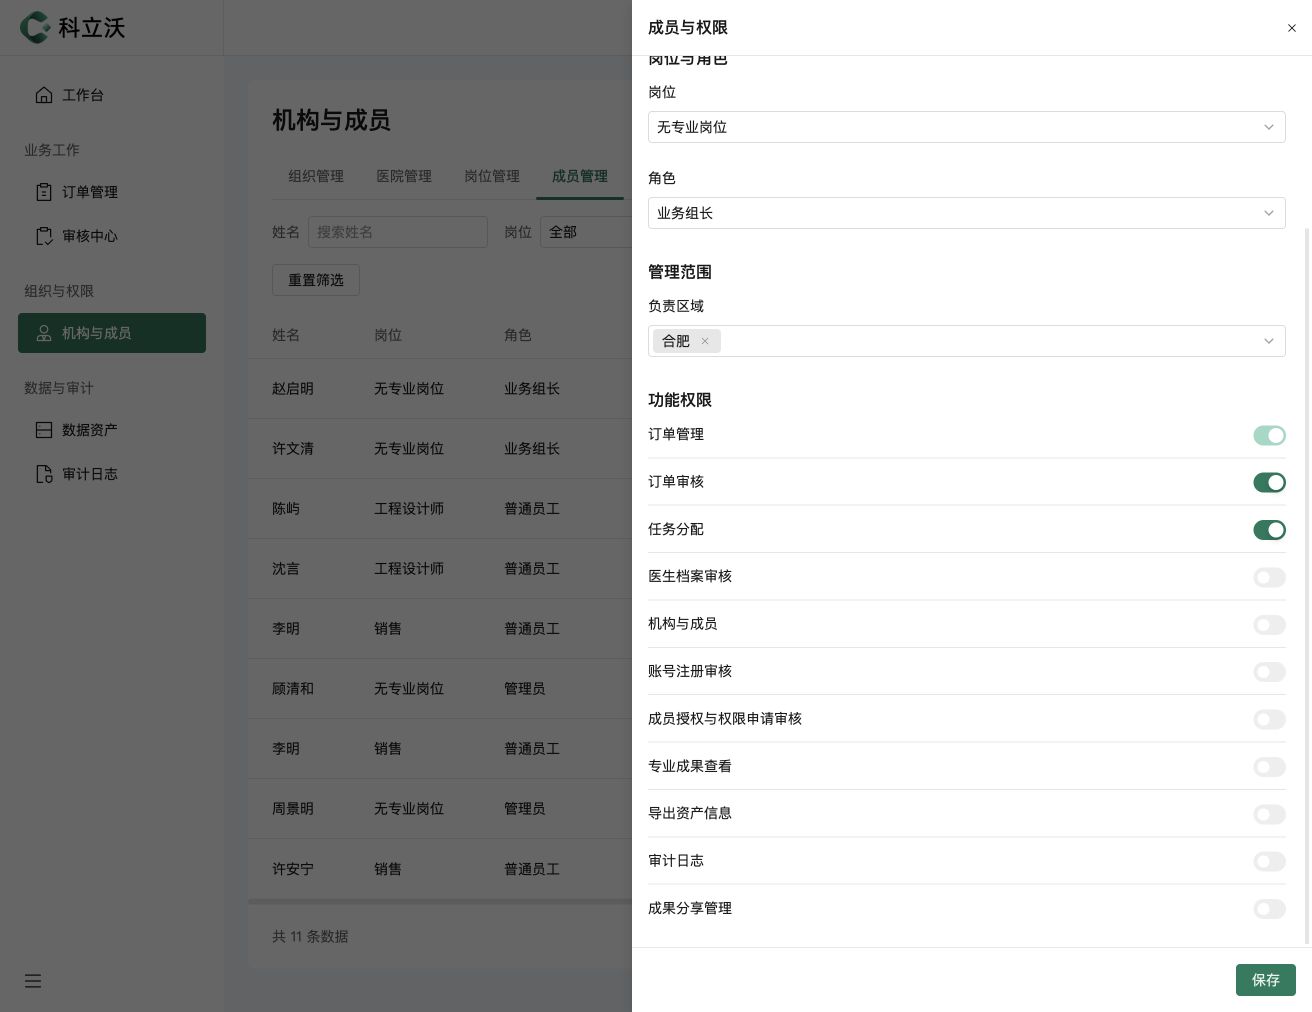 科立沃
工作台
业务工作
订单管理
审核中心
组织与权限
机构与成员
数据与审计
数据资产
审计日志
机构与成员
组织管理 医院管理 岗位管理 成员管理
姓名 搜索姓名 岗位 全部
重置筛选
姓名 岗位 角色
赵启明 无专业岗位 业务组长
许文清 无专业岗位 业务组长
陈屿 工程设计师 普通员工
沈言 工程设计师 普通员工
李明 销售 普通员工
顾清和 无专业岗位 管理员
李明 销售 普通员工
周景明 无专业岗位 管理员
许安宁 销售 普通员工
共 11 条数据
成员与权限
岗位与角色
岗位
无专业岗位
角色
业务组长
管理范围
负责区域
合肥
功能权限
订单管理
订单审核
任务分配
医生档案审核
机构与成员
账号注册审核
成员授权与权限申请审核
专业成果查看
导出资产信息
审计日志
成果分享管理
保存